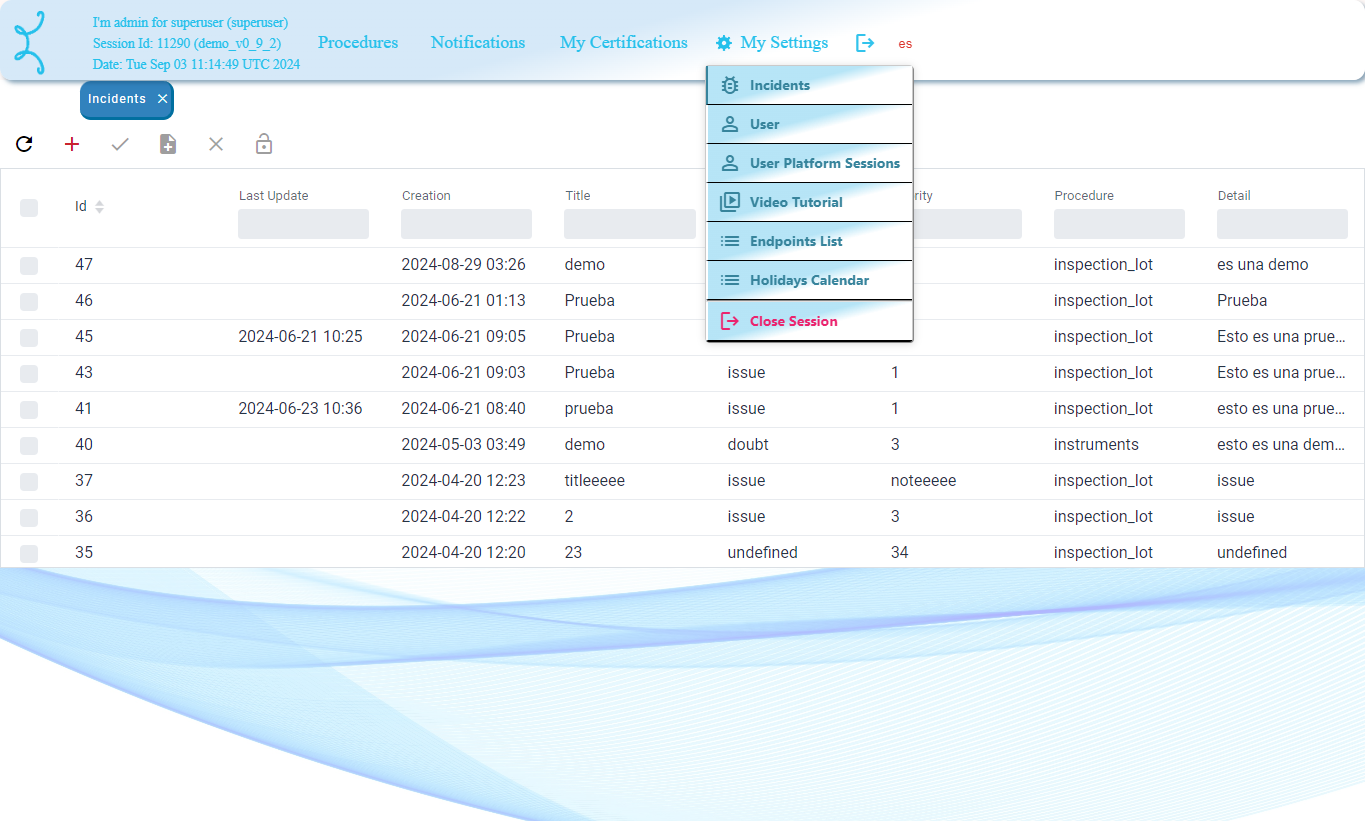 I'm admin for superuser (superuser)
Session Id: 11290 (demo_v0_9_2)
Date: Tue Sep 03 11:14:49 UTC 2024
Procedures
Notifications
My Certifications
My Settings
es
Incidents
User
User Platform Sessions
Video Tutorial
Endpoints List
Holidays Calendar
Close Session
Incidents
Id Last Update Creation Title rity Procedure Detail
47 2024-08-29 03:26 demo inspection_lot es una demo
46 2024-06-21 01:13 Prueba inspection_lot Prueba
45 2024-06-21 10:25 2024-06-21 09:05 Prueba inspection_lot Esto es una prue...
43 2024-06-21 09:03 Prueba issue 1 inspection_lot Esto es una prue...
41 2024-06-23 10:36 2024-06-21 08:40 prueba issue 1 inspection_lot esto es una prue...
40 2024-05-03 03:49 demo doubt 3 instruments esto es una dem...
37 2024-04-20 12:23 titleeeee issue noteeeee inspection_lot issue
36 2024-04-20 12:22 2 issue 3 inspection_lot issue
35 2024-04-20 12:20 23 undefined 34 inspection_lot undefined